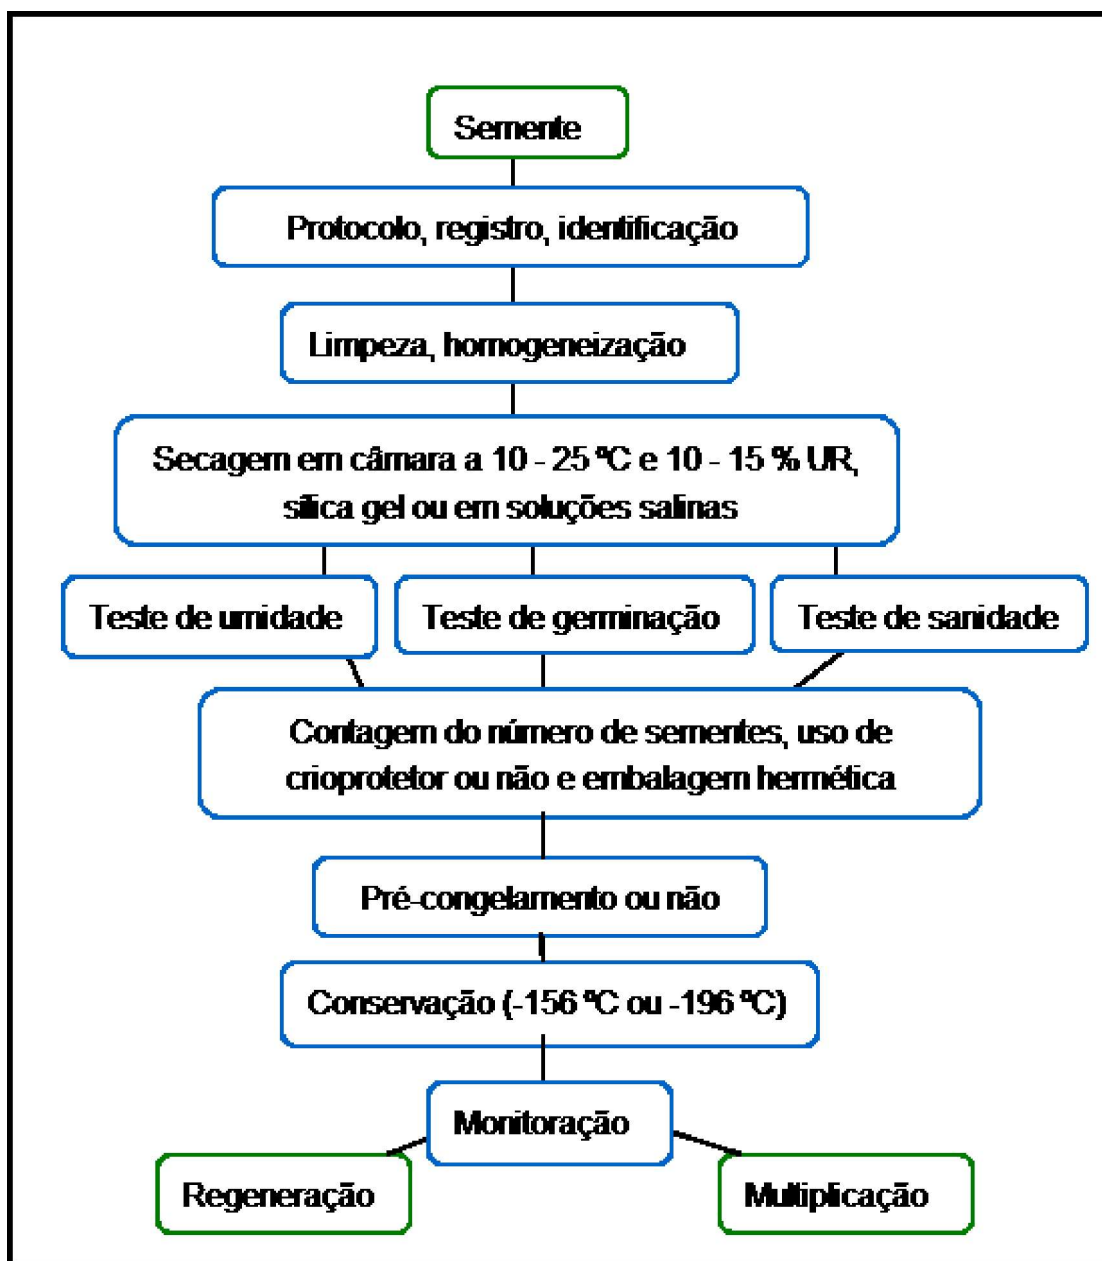 Semente
Protocolo, registro, identificação
Limpeza, homogeneização
Secagem em câmara a 10 - 25 ºC e 10 - 15 % UR,
sílica gel ou em soluções salinas
Teste de umidade
Teste de germinação
Teste de sanidade
Contagem do número de sementes, uso de
crioprotetor ou não e embalagem hermética
Pré-congelamento ou não
Conservação (-156 ºC ou -196 ºC)
Monitoração
Regeneração
Multiplicação